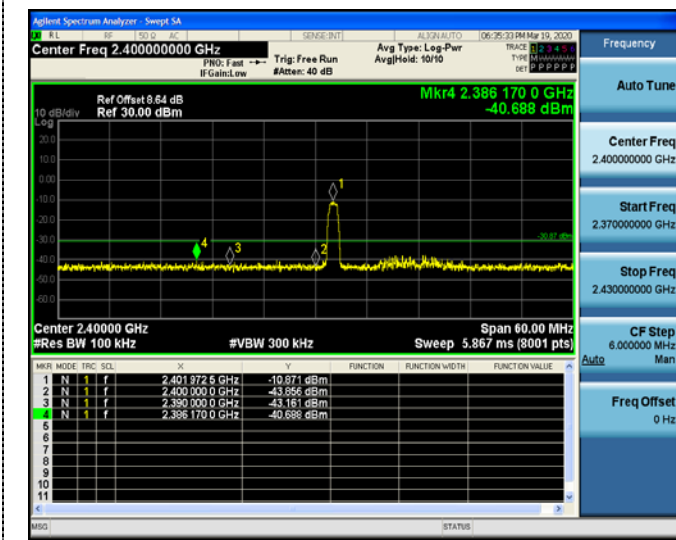 Agilent Spectrum Analyzer - Swept SA
RL RF 50 Ω AC SENSE:INT ALIGN AUTO 06:35:33 PM Mar 19, 2020
Center Freq 2.400000000 GHz
PNO: Fast
IFGain:Low
Trig: Free Run
#Atten: 40 dB
Avg Type: Log-Pwr
Avg|Hold: 10/10
TRACE 1 2 3 4 5 6
TYPE M
DET P P P P P P
Frequency
Mkr4 2.386 170 0 GHz
-40.688 dBm
Ref Offset 8.64 dB
Ref 30.00 dBm
10 dB/div
Log
20.0
10.0
0.00
-10.0
-20.0
-30.0
-40.0
-50.0
-60.0
1
2
3
4
-30.87 dBm
Center 2.40000 GHz
Span 60.00 MHz
#Res BW 100 kHz
#VBW 300 kHz
Sweep 5.867 ms (8001 pts)
MKR MODE TRC SCL X Y FUNCTION FUNCTION WIDTH FUNCTION VALUE
1 N 1 f 2.401 972 5 GHz -10.871 dBm
2 N 1 f 2.400 000 0 GHz -43.856 dBm
3 N 1 f 2.390 000 0 GHz -43.161 dBm
4 N 1 f 2.386 170 0 GHz -40.688 dBm
5
6
7
8
9
10
11
MSG
STATUS
Auto Tune
Center Freq
2.400000000 GHz
Start Freq
2.370000000 GHz
Stop Freq
2.430000000 GHz
CF Step
6.000000 MHz
Auto Man
Freq Offset
0 Hz